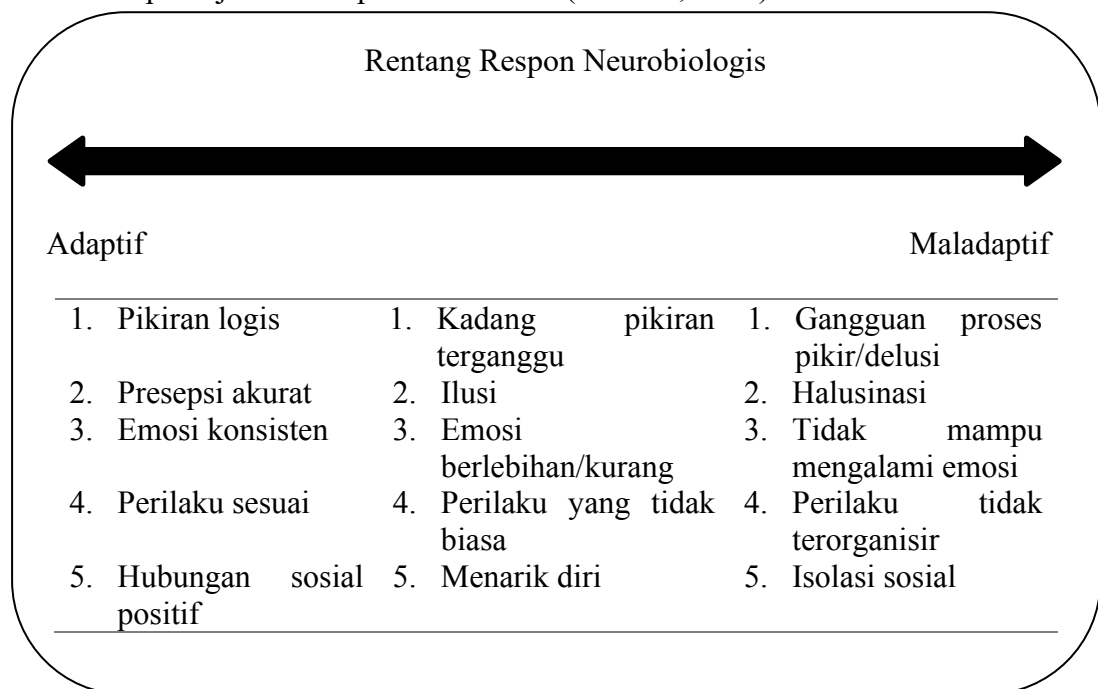 Rentang Respon Neurobiologis
Adaptif Maladaptif
1. Pikiran logis 1. Kadang pikiran 1. Gangguan proses
terganggu pikir/delusi
2. Presepsi akurat 2. Ilusi 2. Halusinasi
3. Emosi konsisten 3. Emosi 3. Tidak mampu
berlebihan/kurang mengalami emosi
4. Perilaku sesuai 4. Perilaku yang tidak 4. Perilaku tidak
biasa terorganisir
5. Hubungan sosial 5. Menarik diri 5. Isolasi sosial
positif